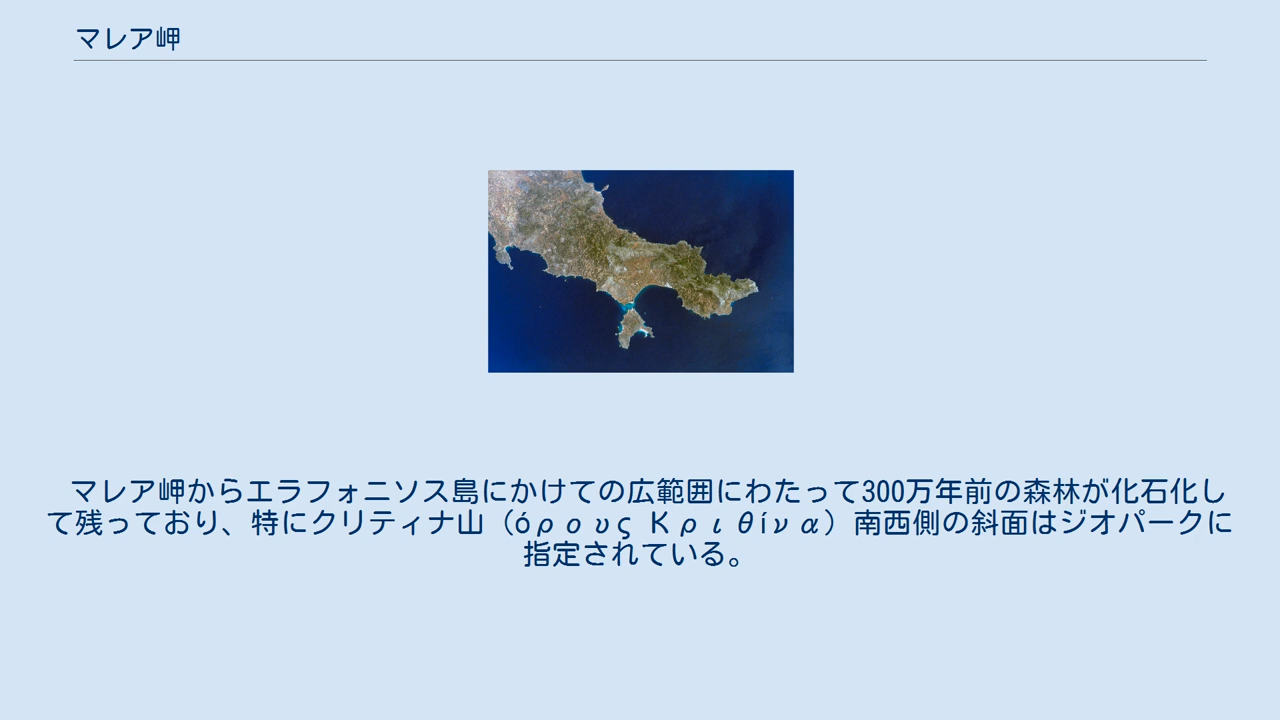 マレア岬
マレア岬からエラフォニソス島にかけての広範囲にわたって300万年前の森林が化石化し
て残っており、特にクリティナ山（όρους Κριθίνα）南西側の斜面はジオパークに
指定されている。